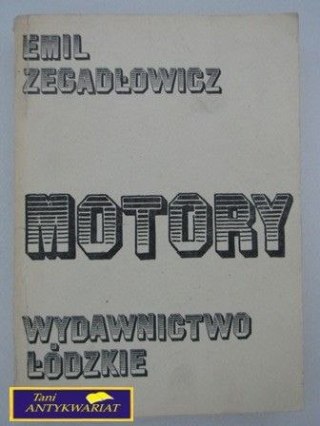 EMIL
ZEGADŁOWICZ
MOTORY
WYDAWNICTWO
ŁÓDZKIE
Tani
ANTYKWARIAT